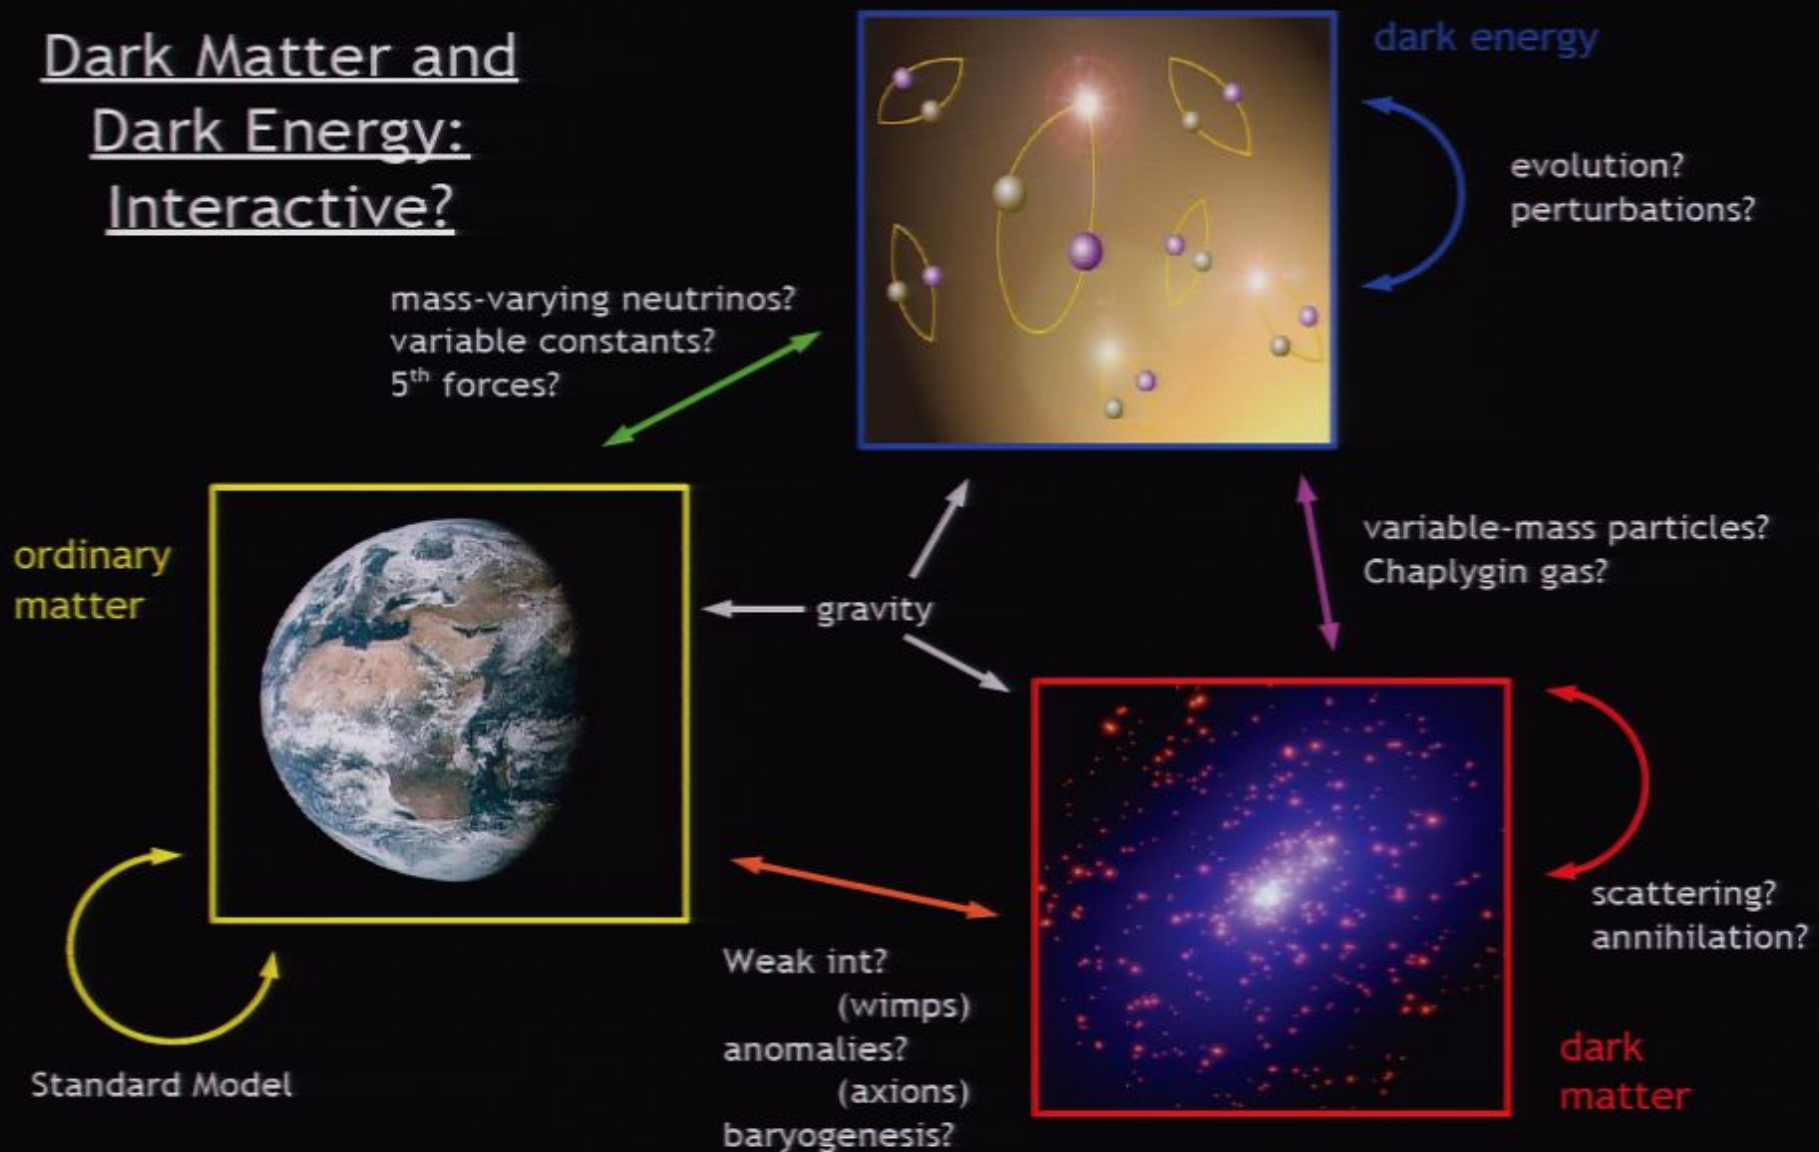 Dark Matter and
Dark Energy:
Interactive?
dark energy
evolution?
perturbations?
mass-varying neutrinos?
variable constants?
5th forces?
ordinary
matter
gravity
variable-mass particles?
Chaplygin gas?
scattering?
annihilation?
Weak int?
(wimps)
anomalies?
(axions)
baryogenesis?
dark
matter
Standard Model